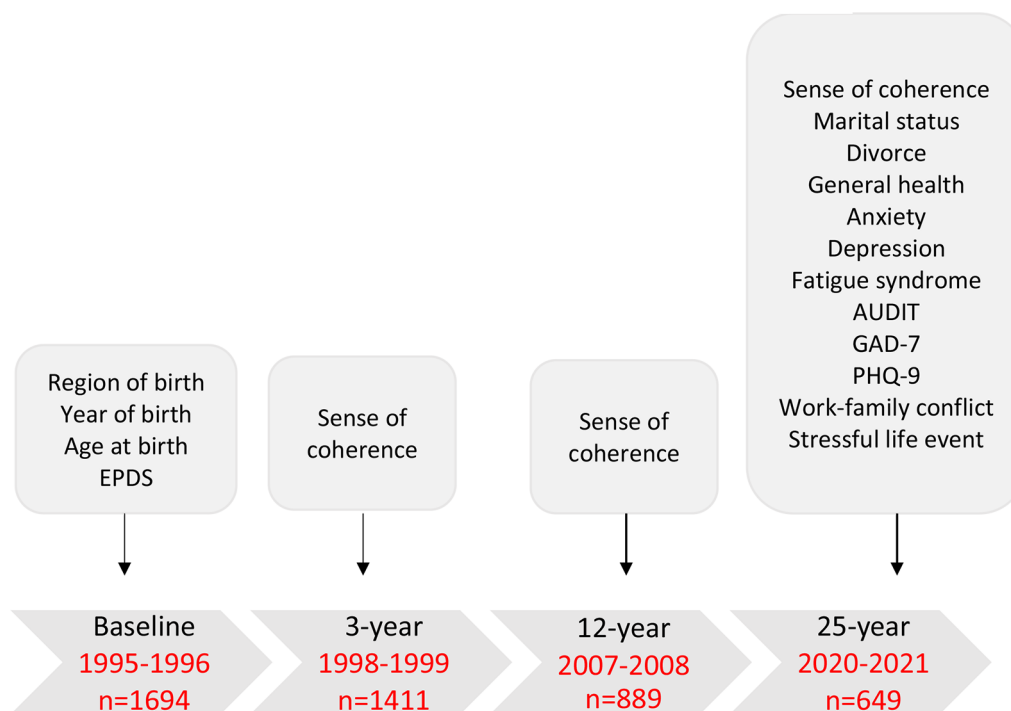 Region of birth
Year of birth
Age at birth
EPDS
Sense of
coherence
Sense of
coherence
Sense of coherence
Marital status
Divorce
General health
Anxiety
Depression
Fatigue syndrome
AUDIT
GAD-7
PHQ-9
Work-family conflict
Stressful life event
Baseline
1995-1996
n=1694
3-year
1998-1999
n=1411
12-year
2007-2008
n=889
25-year
2020-2021
n=649